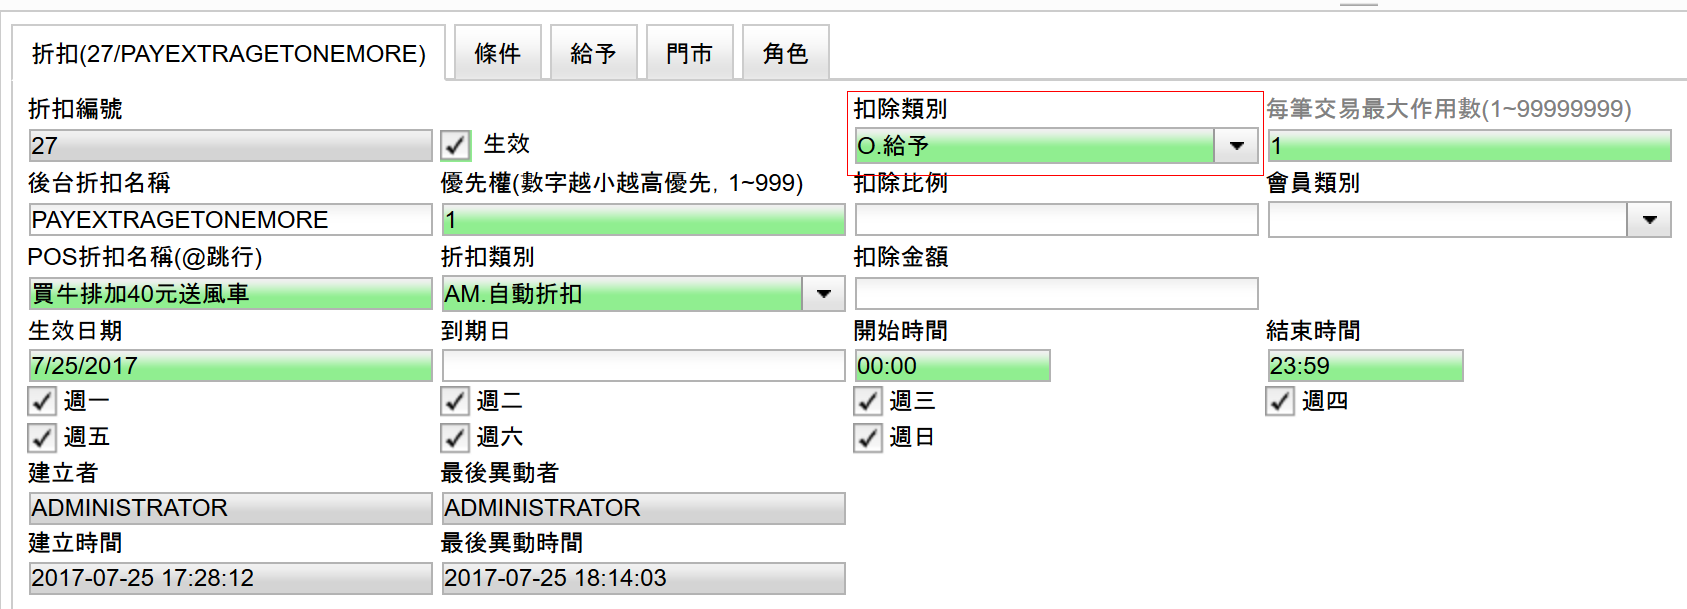 折扣(27/PAYEXTRAGETONEMORE) 條件 給予 門市 角色
折扣編號 扣除類別 每筆交易最大作用數(1~99999999)
27 生效 O.給予 1
後台折扣名稱 優先權(數字越小越高優先, 1~999) 扣除比例 會員類別
PAYEXTRAGETONEMORE 1
POS折扣名稱(@跳行) 折扣類別 扣除金額
買牛排加40元送風車 AM.自動折扣
生效日期 到期日 開始時間 結束時間
7/25/2017 00:00 23:59
週一 週二 週三 週四
週五 週六 週日
建立者 最後異動者
ADMINISTRATOR ADMINISTRATOR
建立時間 最後異動時間
2017-07-25 17:28:12 2017-07-25 18:14:03